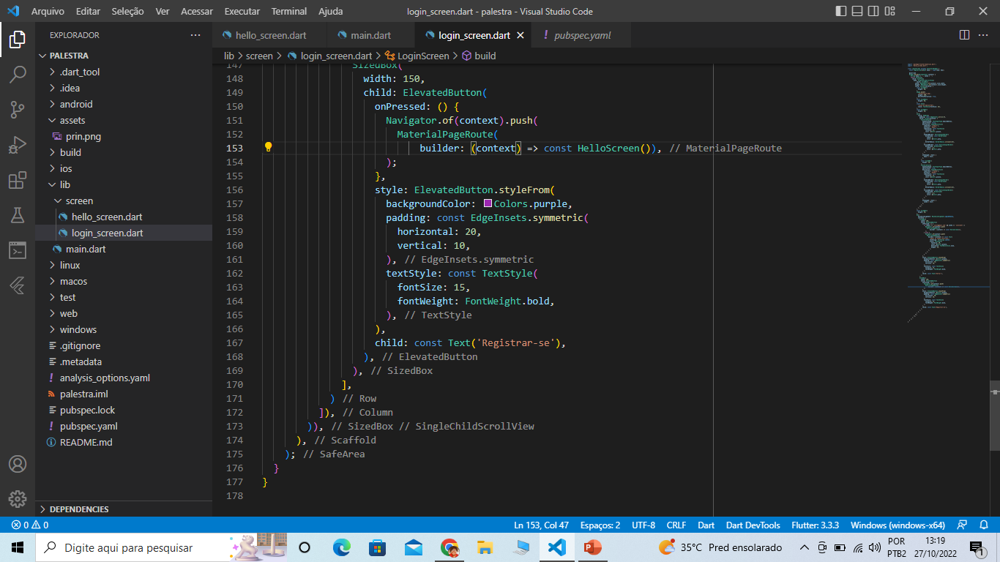 Arquivo Editar Seleção Ver Acessar Executar Terminal Ajuda login_screen.dart - palestra - Visual Studio Code
EXPLORADOR
PALESTRA
.dart_tool
.idea
android
assets
prin.png
build
ios
lib
screen
hello_screen.dart
login_screen.dart
main.dart
linux
macos
test
web
windows
.gitignore
.metadata
analysis_options.yaml
palestra.iml
pubspec.lock
pubspec.yaml
README.md
DEPENDENCIES
hello_screen.dart main.dart login_screen.dart pubspec.yaml
lib > screen > login_screen.dart > LoginScreen > build
147 SizedBox(
148 width: 150,
149 child: ElevatedButton(
150 onPressed: () {
151 Navigator.of(context).push(
152 MaterialPageRoute(
153 builder: (context) => const HelloScreen()), // MaterialPageRoute
154 );
155 },
156 style: ElevatedButton.styleFrom(
157 backgroundColor: Colors.purple,
158 padding: const EdgeInsets.symmetric(
159 horizontal: 20,
160 vertical: 10,
161 ), // EdgeInsets.symmetric
162 textStyle: const TextStyle(
163 fontSize: 15,
164 fontWeight: FontWeight.bold,
165 ), // TextStyle
166 ),
167 child: const Text('Registrar-se'),
168 ), // ElevatedButton
169 ), // SizedBox
170 ],
171 ) // Row
172 ]), // Column
173 )), // SizedBox // SingleChildScrollView
174 ), // Scaffold
175 ); // SafeArea
176 }
177 }
178
0 0 Ln 153, Col 47 Espaços: 2 UTF-8 CRLF Dart Dart DevTools Flutter: 3.3.3 Windows (windows-x64)
Digite aqui para pesquisar 35°C Pred ensolarado POR PTB2 13:19 27/10/2022 1